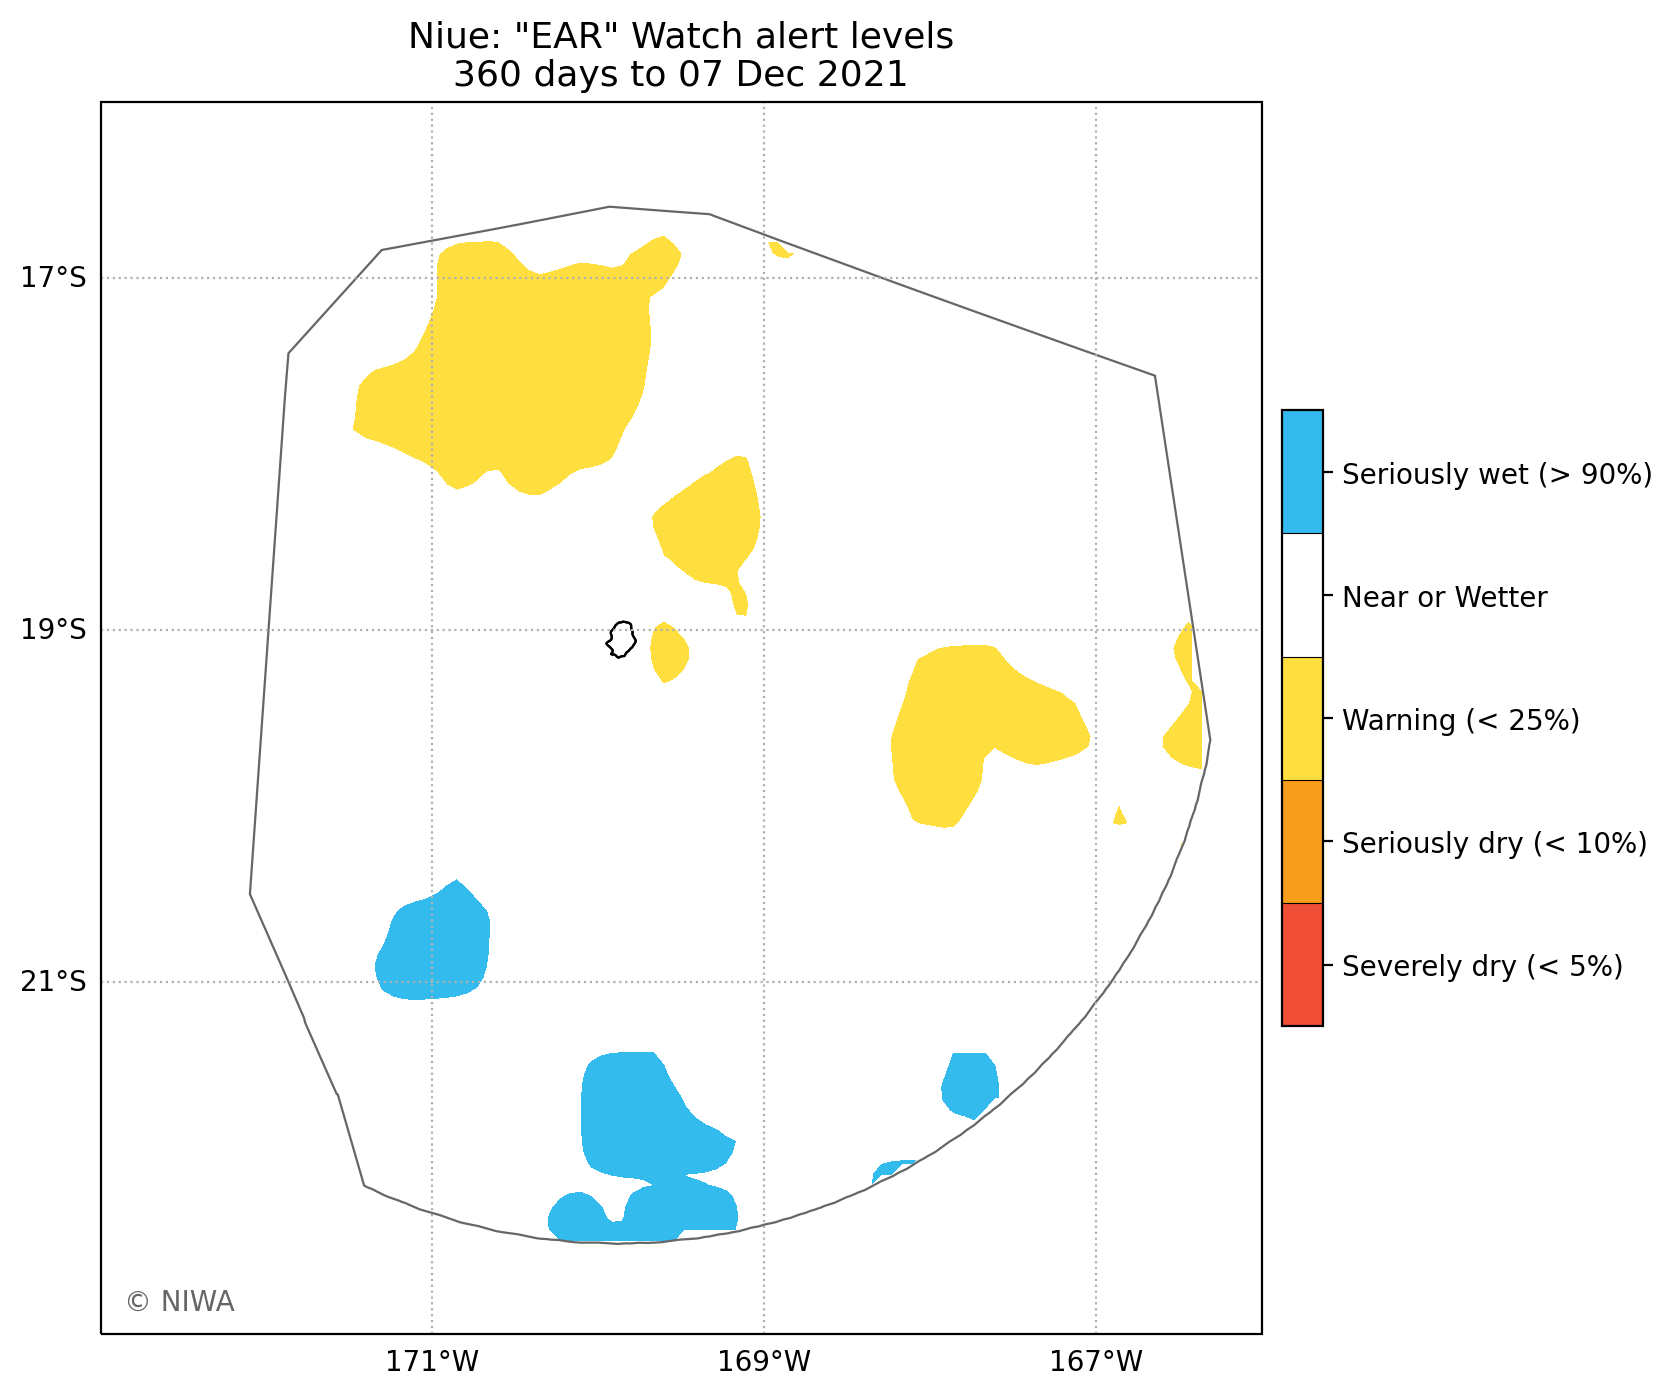 Niue: "EAR" Watch alert levels
360 days to 07 Dec 2021
17°S
19°S
21°S
171°W
169°W
167°W
Seriously wet (> 90%)
Near or Wetter
Warning (< 25%)
Seriously dry (< 10%)
Severely dry (< 5%)
© NIWA